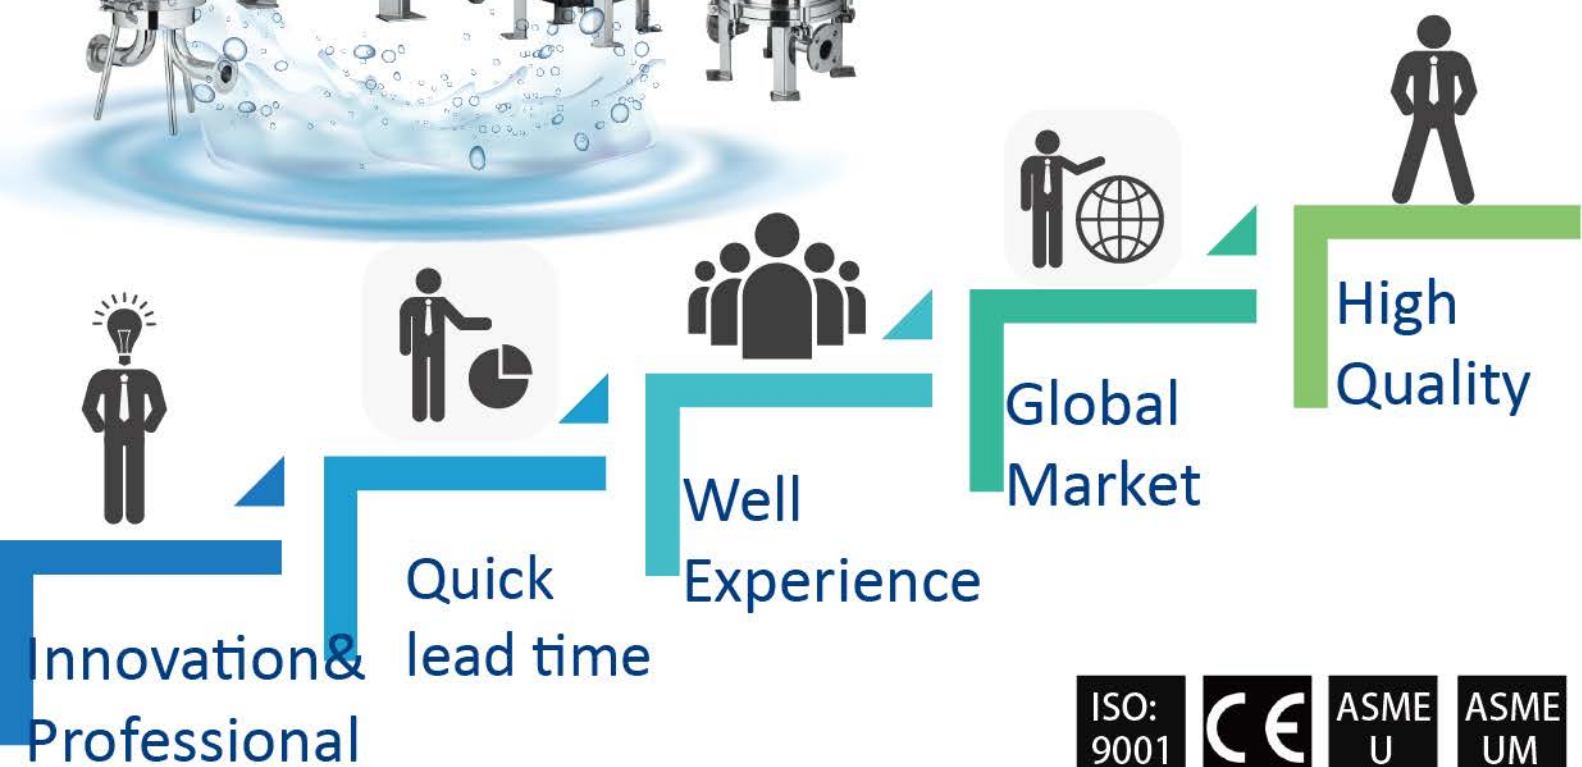 Innovation&
Professional
Quick
lead time
Well
Experience
Global
Market
High
Quality
ISO:
9001
CE
ASME
U
ASME
UM